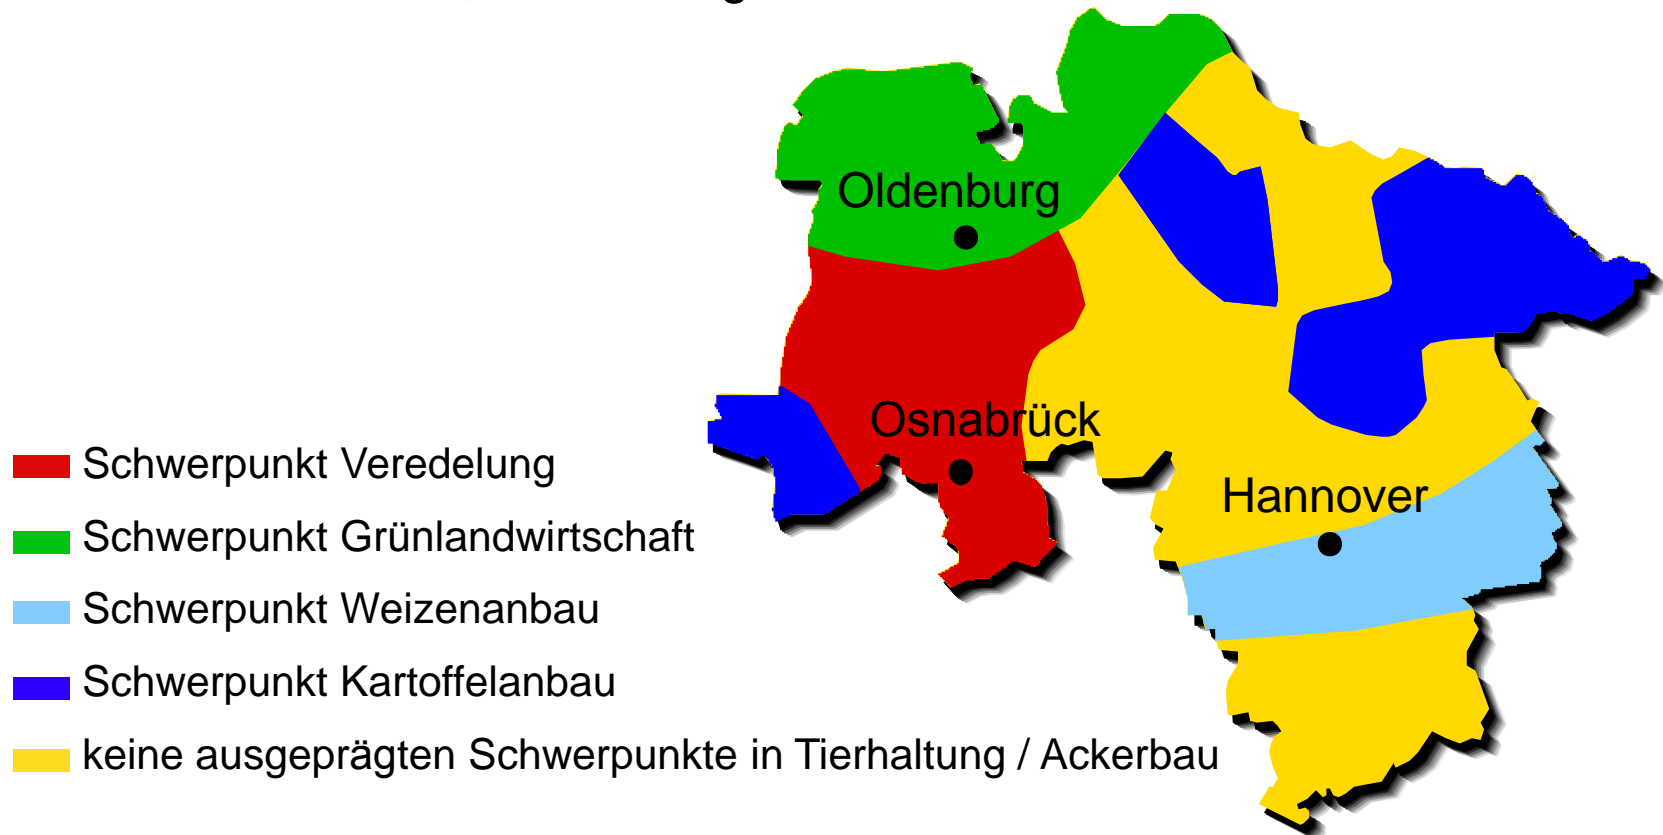 Oldenburg
Osnabrück
Hannover
Schwerpunkt Veredelung
Schwerpunkt Grünlandwirtschaft
Schwerpunkt Weizenanbau
Schwerpunkt Kartoffelanbau
keine ausgeprägten Schwerpunkte in Tierhaltung / Ackerbau